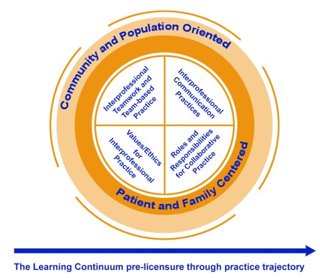 Community and Population Oriented
Interprofessional
Teamwork and
Team-based
Practice
Interprofessional
Communication
Practices
Values/Ethics
for
Interprofessional
Practice
Roles and
Responsibilities
for Collaborative
Practice
Patient and Family Centered
The Learning Continuum pre-licensure through practice trajectory